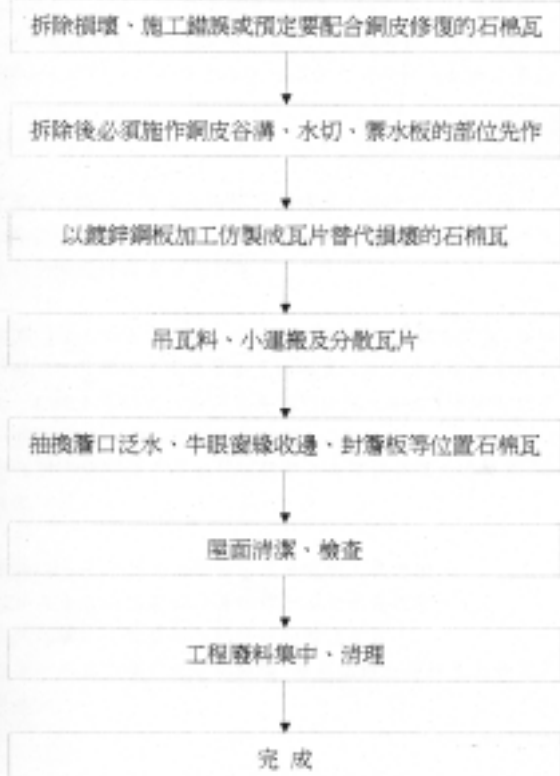 拆除損壞、施工錯誤或預定要配合銅皮修復的石棉瓦
拆除後必須施作銅皮谷溝、水切、禦水板的部位先作
以鍍鋅鋼板加工仿製成瓦片替代損壞的石棉瓦
吊瓦料、小運搬及分散瓦片
抽換簷口泛水、牛眼窗緣收邊、封簷板等位置石棉瓦
屋面清潔、檢查
工程廢料集中、清理
完 成